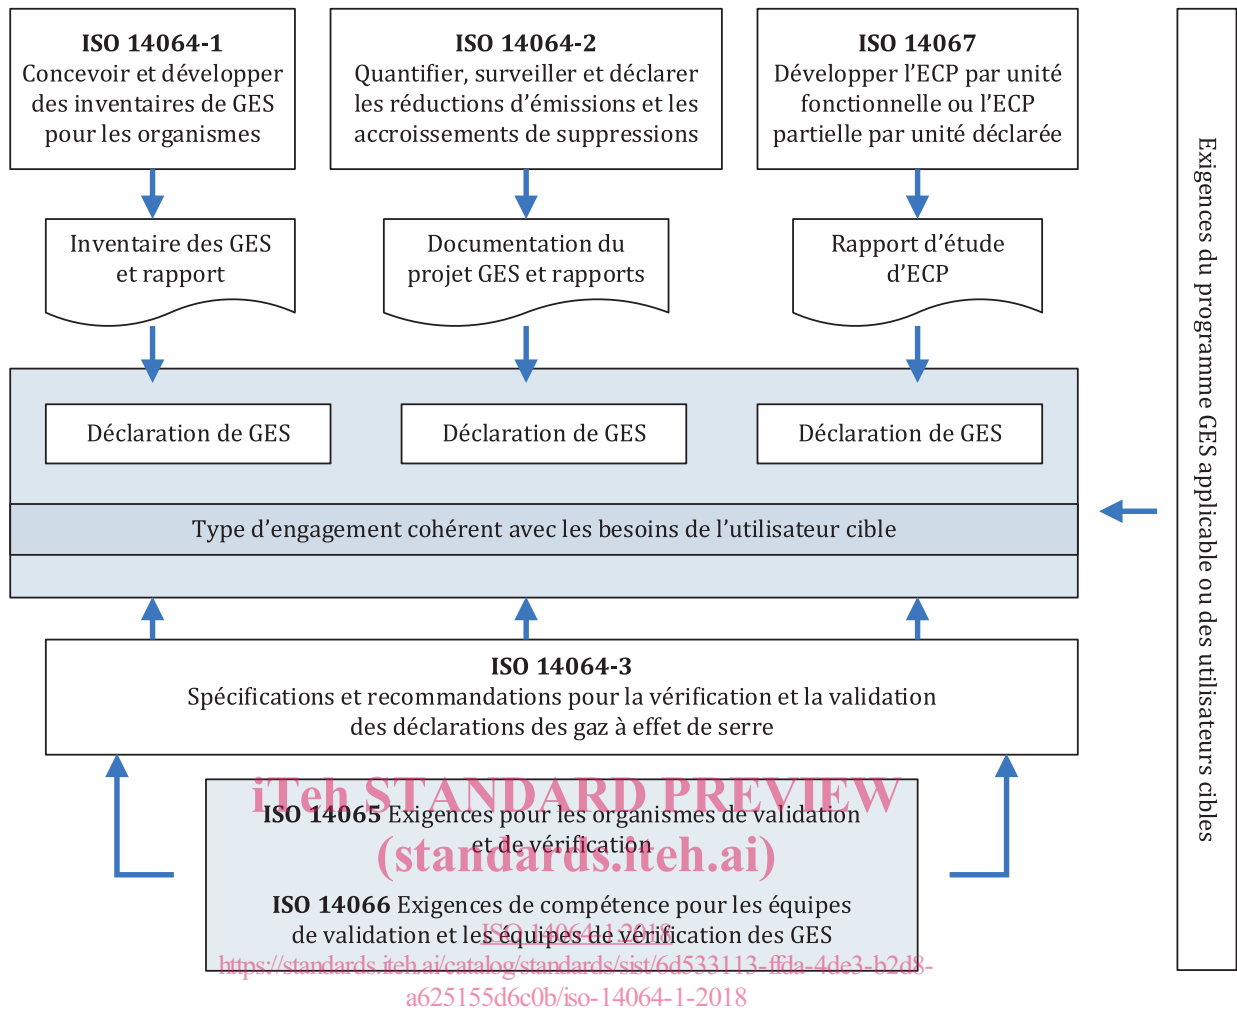 ISO 14064-1
Concevoir et développer
des inventaires de GES
pour les organismes
ISO 14064-2
Quantifier, surveiller et déclarer
les réductions d’émissions et les
accroissements de suppressions
ISO 14067
Développer l’ECP par unité
fonctionnelle ou l’ECP
partielle par unité déclarée
Inventaire des GES
et rapport
Documentation du
projet GES et rapports
Rapport d’étude
d’ECP
Déclaration de GES
Déclaration de GES
Déclaration de GES
Type d’engagement cohérent avec les besoins de l’utilisateur cible
Exigences du programme GES applicable ou des utilisateurs cibles
ISO 14064-3
Spécifications et recommandations pour la vérification et la validation
des déclarations des gaz à effet de serre
iTeh STANDARD PREVIEW
ISO 14065 Exigences pour les organismes de validation
et de vérification
(standards.iteh.ai)
ISO 14066 Exigences de compétence pour les équipes
de validation et les équipes de vérification des GES
ISO 14064-1:2018
https://standards.iteh.ai/catalog/standards/sist/6d533113-ffda-4de3-b2d8-
a625155d6c0b/iso-14064-1-2018